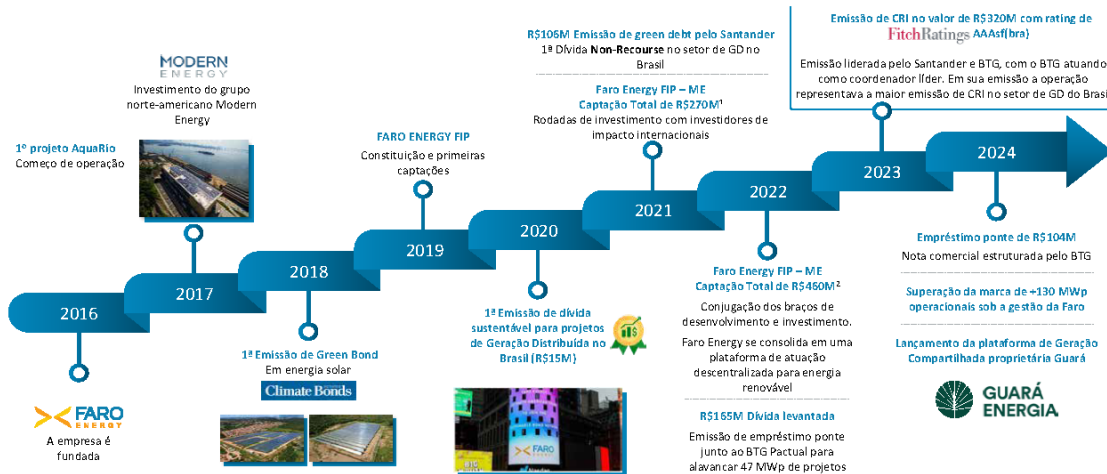 2016
FARO
ENERGY
A empresa é
fundada
2017
MODERN
ENERGY
Investimento do grupo
norte-americano Modern
Energy
1º projeto AquaRio
Começo de operação
2018
1ª Emissão de Green Bond
Em energia solar
Climate Bonds
2019
FARO ENERGY FIP
Constituição e primeiras
captações
2020
1ª Emissão de dívida
sustentável para projetos
de Geração Distribuída no
Brasil (R$15M)
FARO
ENERGY
Nasdaq
2021
R$106M Emissão de green debt pelo Santander
1ª Dívida Non-Recourse no setor de GD no
Brasil
Faro Energy FIP – ME
Captação Total de R$270M¹
Rodadas de investimento com investidores de
impacto internacionais
2022
Faro Energy FIP – ME
Captação Total de R$460M²
Conjugação dos braços de
desenvolvimento e investimento.
Faro Energy se consolida em uma
plataforma de atuação
descentralizada para energia
renovável
R$165M Dívida levantada
Emissão de empréstimo ponte
junto ao BTG Pactual para
alavancar 47 MWp de projetos
2023
Emissão de CRI no valor de R$320M com rating de
FitchRatings AAAsf(bra)
Emissão liderada pelo Santander e BTG, com o BTG atuando
como coordenador líder. Em sua emissão a operação
representava a maior emissão de CRI no setor de GD do Brasil
2024
Empréstimo ponte de R$104M
Nota comercial estruturada pelo BTG
Superação da marca de +130 MWp
operacionais sob a gestão da Faro
Lançamento da plataforma de Geração
Compartilhada proprietária Guará
GUARÁ
ENERGIA